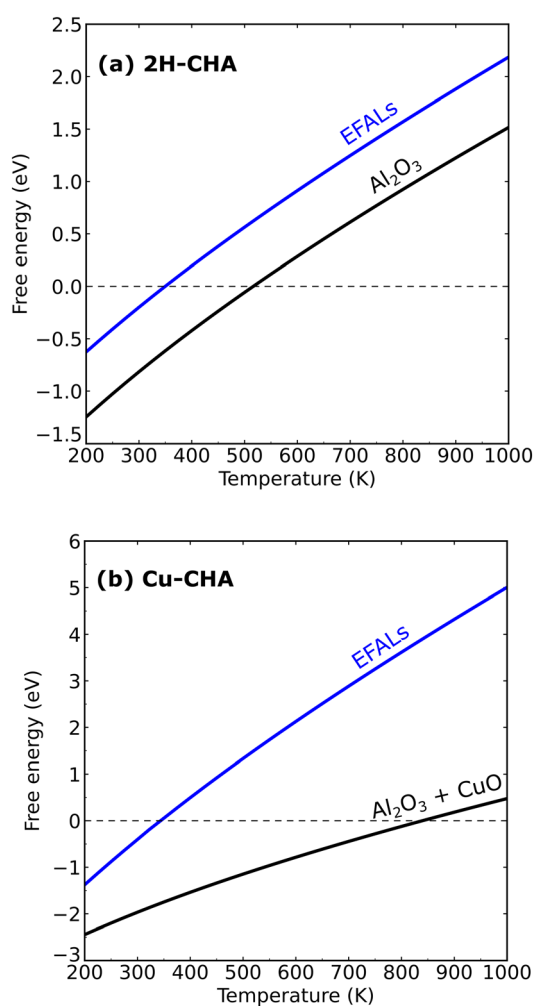 2.5
(a) 2H-CHA
2.0
EFALs
1.5
Al₂O₃
1.0
0.5
0.0
−0.5
−1.0
−1.5
Free energy (eV)
200 300 400 500 600 700 800 900 1000
Temperature (K)
6
(b) Cu-CHA
5
4
EFALs
3
2
1
Al₂O₃ + CuO
0
−1
−2
−3
Free energy (eV)
200 300 400 500 600 700 800 900 1000
Temperature (K)